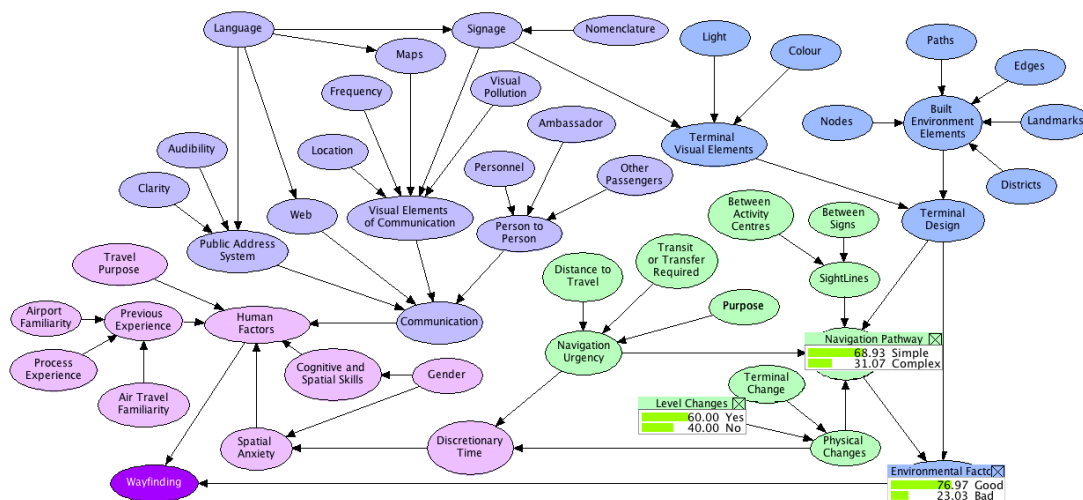 Language
Signage
Nomenclature
Maps
Light
Colour
Paths
Edges
Frequency
Visual
Pollution
Built
Environment
Elements
Nodes
Landmarks
Ambassador
Terminal
Visual Elements
Audibility
Location
Personnel
Other
Passengers
Clarity
Districts
Between
Activity
Centres
Between
Signs
Web
Visual Elements
of Communication
Person to
Person
Terminal
Design
Public Address
System
Transit
or Transfer
Required
Travel
Purpose
Distance to
Travel
SightLines
Airport
Familiarity
Previous
Experience
Human
Factors
Communication
Purpose
Navigation
Urgency
Navigation Pathway
68.93 Simple
31.07 Complex
Process
Experience
Cognitive and
Spatial Skills
Gender
Terminal
Change
Air Travel
Familiarity
Level Changes
60.00 Yes
40.00 No
Spatial
Anxiety
Discretionary
Time
Physical
Changes
Wayfinding
Environmental Facto
76.97 Good
23.03 Bad